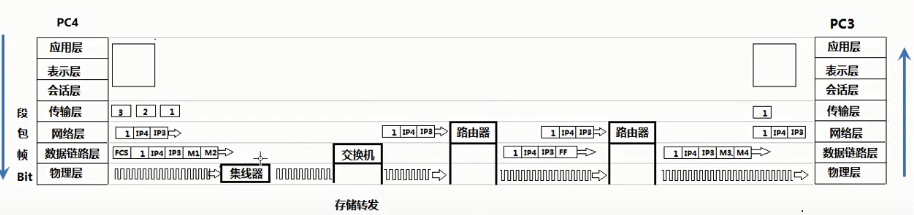 PC4
PC3
应用层
应用层
表示层
表示层
会话层
会话层
段 传输层 3 2 1 1 传输层
包 网络层 1 IP4 IP3 1 IP4 IP3 路由器 1 IP4 IP3 路由器 1 IP4 IP3 网络层
帧 数据链路层 FCS 1 IP4 IP3 M1 M2 交换机 1 IP4 IP3 FF 1 IP4 IP3 M3, M4 数据链路层
Bit 物理层 集线器 物理层
存储转发